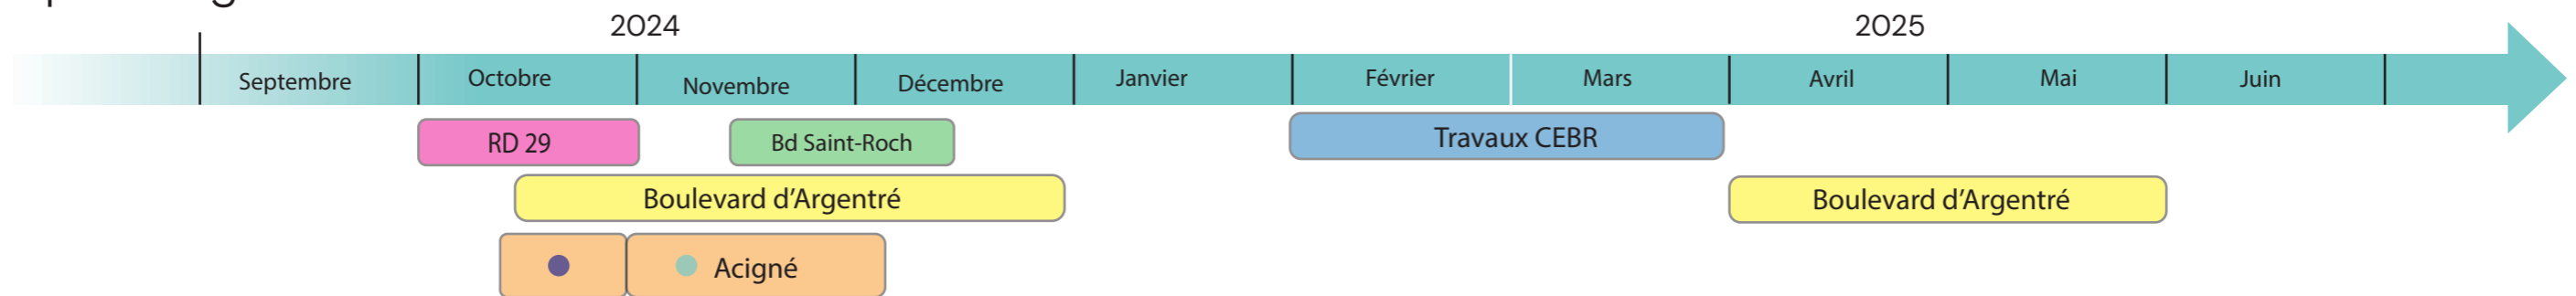 2024 2025
Septembre Octobre Novembre Décembre Janvier Février Mars Avril Mai Juin
RD 29 Bd Saint-Roch Travaux CEBR
Boulevard d’Argentré Boulevard d’Argentré
Acigné